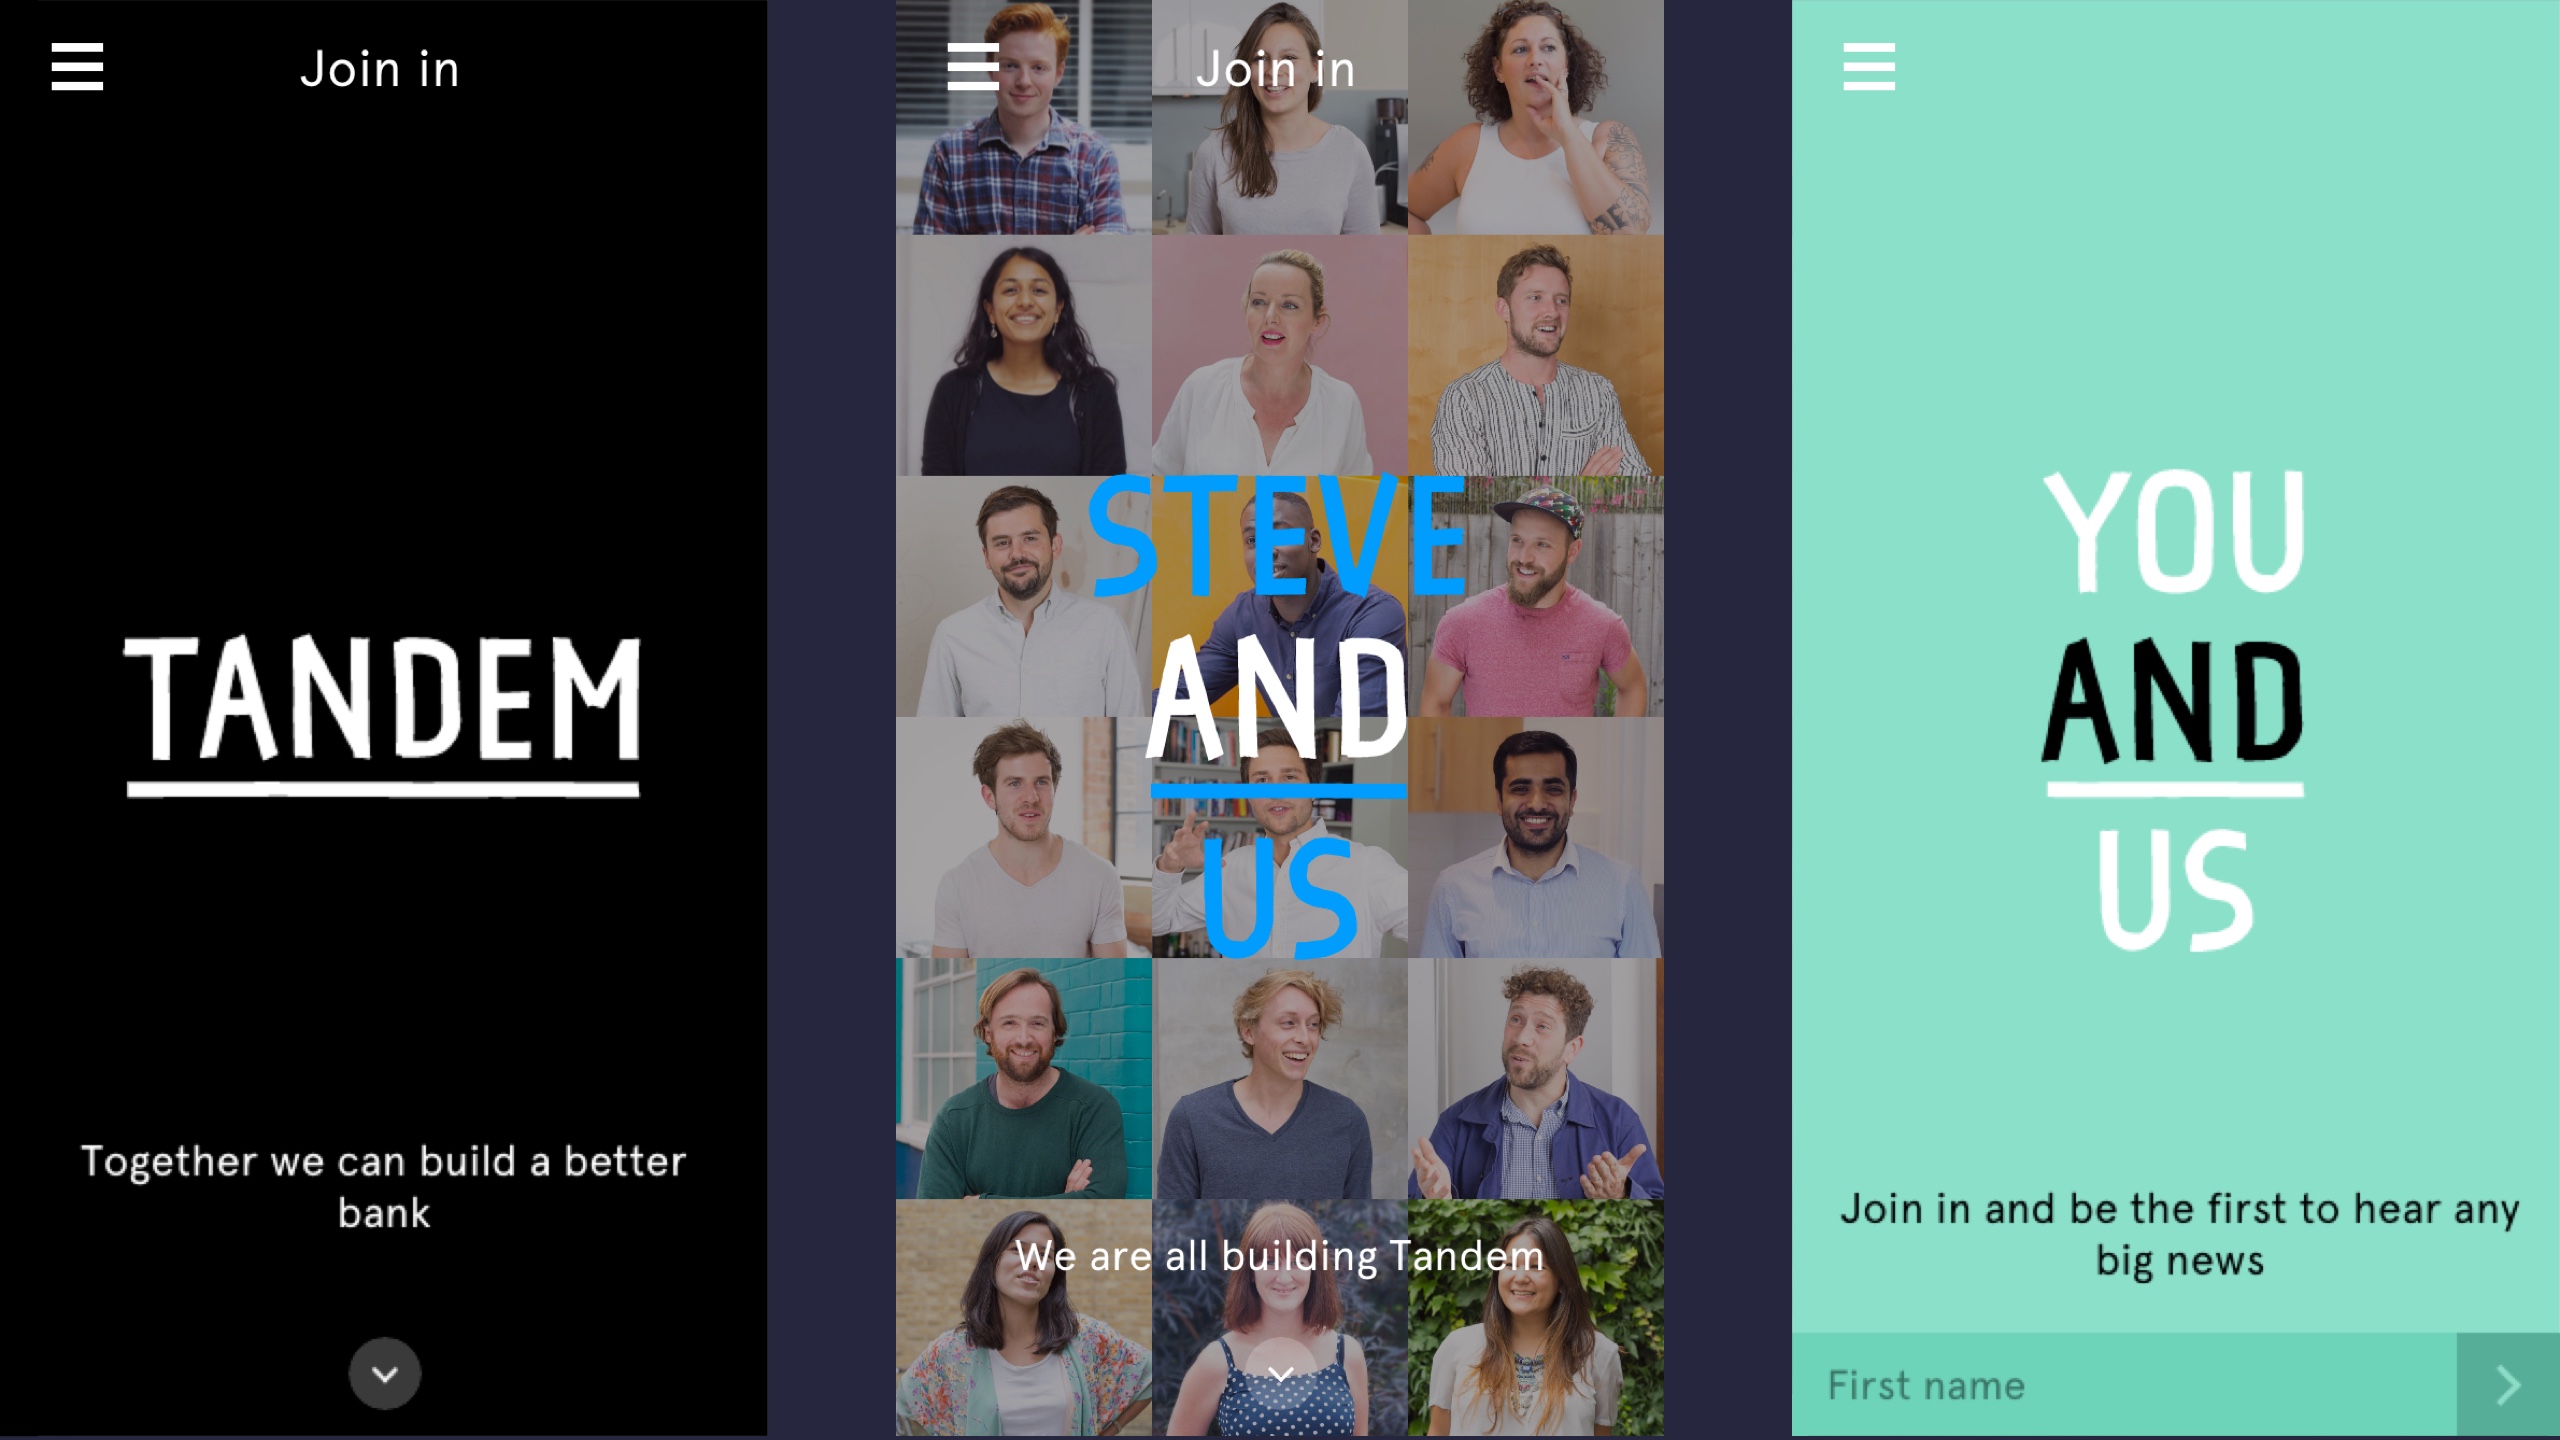 Join in
TANDEM
Together we can build a better
bank
Join in
STEVE
AND
US
We are all building Tandem
YOU
AND
US
Join in and be the first to hear any
big news
First name